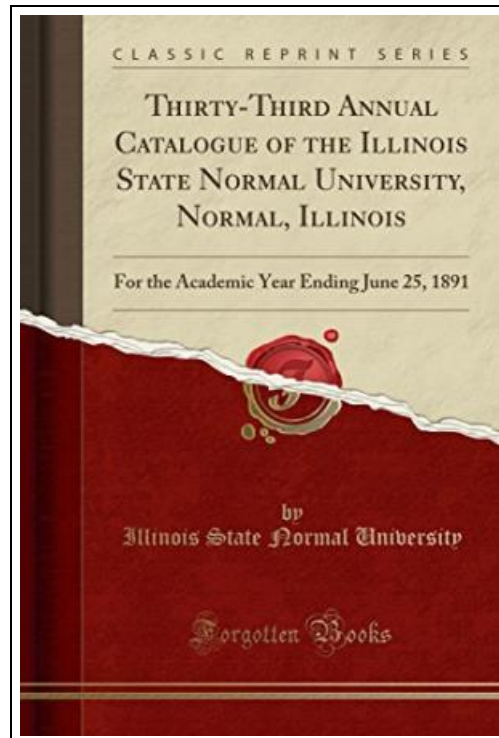 CLASSIC REPRINT SERIES
THIRTY-THIRD ANNUAL
CATALOGUE OF THE ILLINOIS
STATE NORMAL UNIVERSITY,
NORMAL, ILLINOIS
For the Academic Year Ending June 25, 1891
by
Illinois State Normal University
Forgotten Books